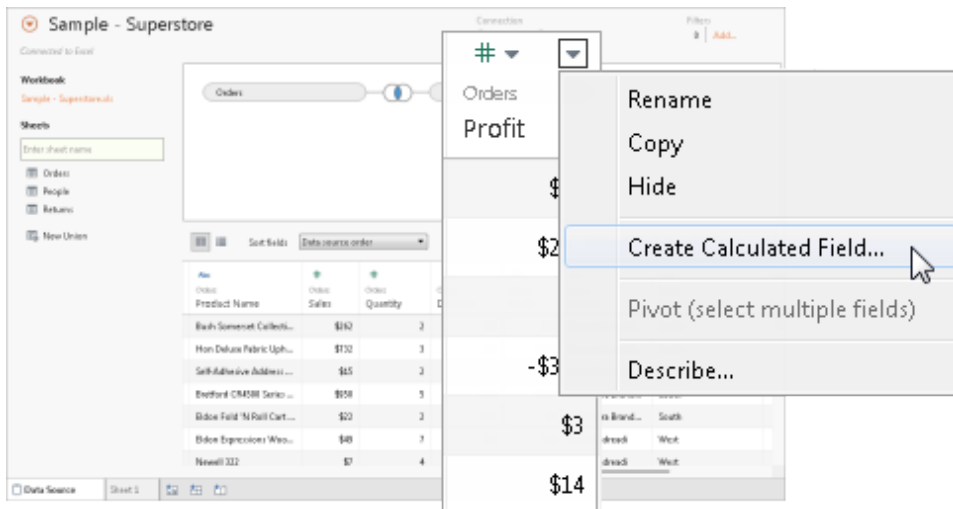 Sample - Superstore
Connected to Excel
Connection
Filters
0 Add...
Workbook
Sample - Superstore.xls
Sheets
Enter sheet name
Orders
People
Returns
New Union
Orders
Sort fields Data source order
Abc
Orders Orders Orders
Product Name Sales Quantity
Bush Somerset Collecti... $262 2
Hon Deluxe Fabric Uph... $732 3
Self-Adhesive Address ... $15 2
Bretford CR4500 Series ... $958 5
Eldon Fold 'N Roll Cart ... $22 2
Eldon Expressions Woo... $49 7
Newell 322 $7 4
Orders
Profit
$2
-$3
$3
$14
Rename
Copy
Hide
Create Calculated Field...
Pivot (select multiple fields)
Describe...
South
West
West
Data Source Sheet 1